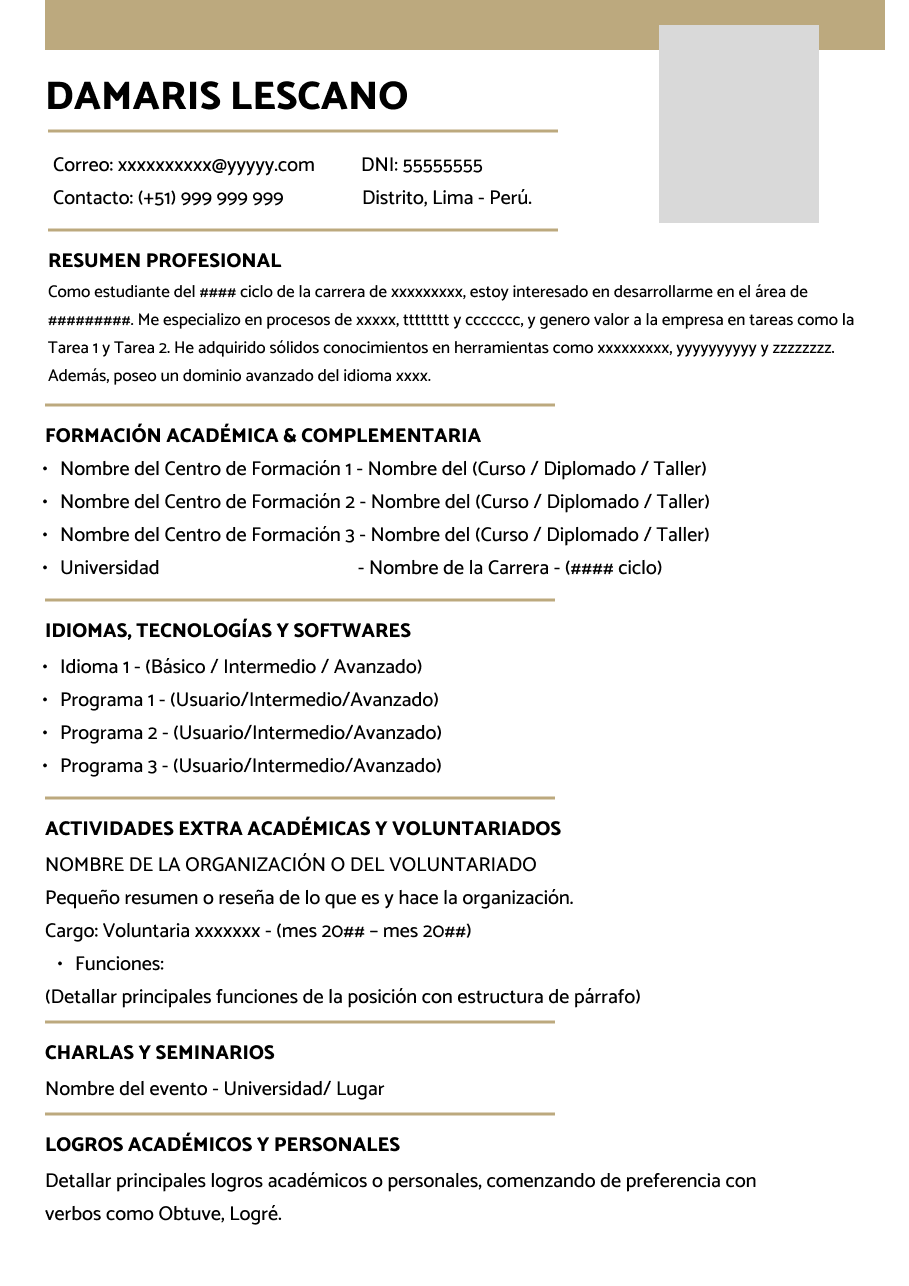 DAMARIS LESCANO
Correo: xxxxxxxxxx@yyyyy.com DNI: 55555555
Contacto: (+51) 999 999 999 Distrito, Lima - Perú.
RESUMEN PROFESIONAL
Como estudiante del #### ciclo de la carrera de xxxxxxxxx, estoy interesado en desarrollarme en el área de
#########. Me especializo en procesos de xxxxx, tttttttt y ccccccc, y genero valor a la empresa en tareas como la
Tarea 1 y Tarea 2. He adquirido sólidos conocimientos en herramientas como xxxxxxxxx, yyyyyyyyyy y zzzzzzzz.
Además, poseo un dominio avanzado del idioma xxxx.
FORMACIÓN ACADÉMICA & COMPLEMENTARIA
• Nombre del Centro de Formación 1 - Nombre del (Curso / Diplomado / Taller)
• Nombre del Centro de Formación 2 - Nombre del (Curso / Diplomado / Taller)
• Nombre del Centro de Formación 3 - Nombre del (Curso / Diplomado / Taller)
• Universidad - Nombre de la Carrera - (#### ciclo)
IDIOMAS, TECNOLOGÍAS Y SOFTWARES
• Idioma 1 - (Básico / Intermedio / Avanzado)
• Programa 1 - (Usuario/Intermedio/Avanzado)
• Programa 2 - (Usuario/Intermedio/Avanzado)
• Programa 3 - (Usuario/Intermedio/Avanzado)
ACTIVIDADES EXTRA ACADÉMICAS Y VOLUNTARIADOS
NOMBRE DE LA ORGANIZACIÓN O DEL VOLUNTARIADO
Pequeño resumen o reseña de lo que es y hace la organización.
Cargo: Voluntaria xxxxxxx - (mes 20## – mes 20##)
• Funciones:
(Detallar principales funciones de la posición con estructura de párrafo)
CHARLAS Y SEMINARIOS
Nombre del evento - Universidad/ Lugar
LOGROS ACADÉMICOS Y PERSONALES
Detallar principales logros académicos o personales, comenzando de preferencia con
verbos como Obtuve, Logré.